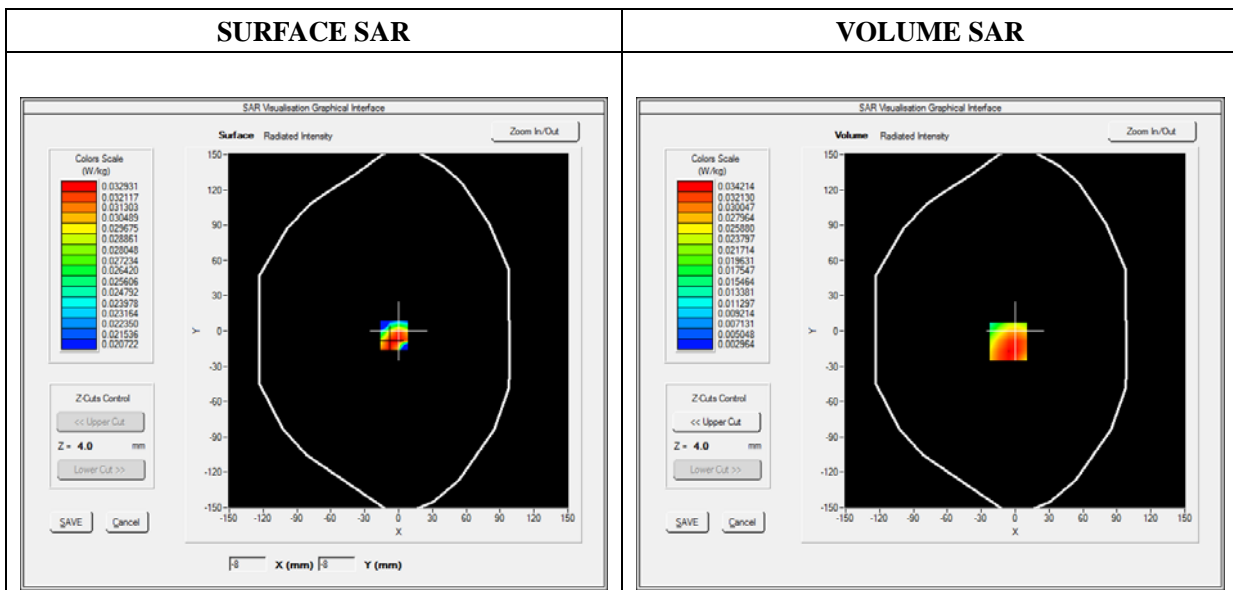 SURFACE SAR
VOLUME SAR
SAR Visualisation Graphical Interface
Surface Radiated Intensity
Zoom In/Out
Colors Scale
(W/kg)
0.032931
0.032117
0.031303
0.030489
0.029675
0.028861
0.028048
0.027234
0.026420
0.025606
0.024792
0.023978
0.023164
0.022350
0.021536
0.020722
Z-Cuts Control
<< Upper Cut
Z = 4.0 mm
Lower Cut >>
SAVE Cancel
150
120
90
60
30
0
-30
-60
-90
-120
-150
Y
-150 -120 -90 -60 -30 0 30 60 90 120 150
X
-8 X (mm) -8 Y (mm)
SAR Visualisation Graphical Interface
Volume Radiated Intensity
Zoom In/Out
Colors Scale
(W/kg)
0.034214
0.032130
0.030047
0.027964
0.025880
0.023797
0.021714
0.019631
0.017547
0.015464
0.013381
0.011297
0.009214
0.007131
0.005048
0.002964
Z-Cuts Control
<< Upper Cut
Z = 4.0 mm
Lower Cut >>
SAVE Cancel
150
120
90
60
30
0
-30
-60
-90
-120
-150
Y
-150 -120 -90 -60 -30 0 30 60 90 120 150
X